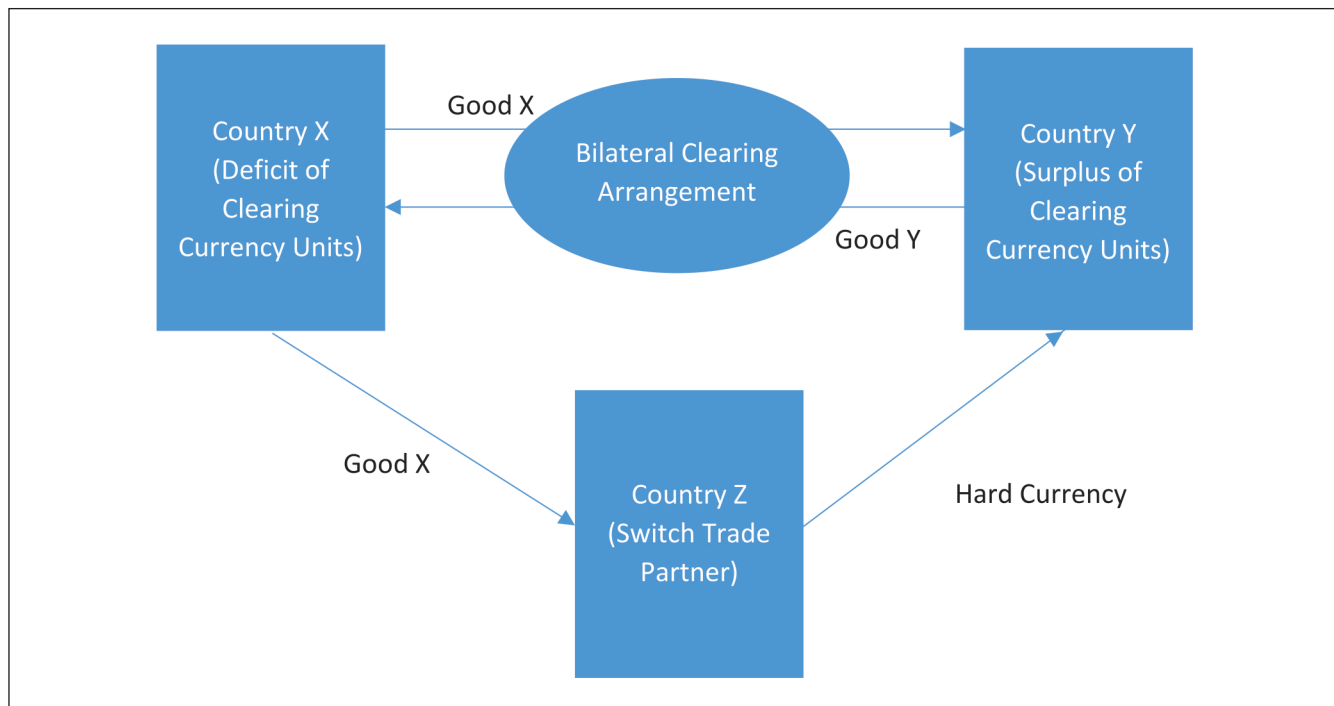 Good X
Country X
(Deficit of
Clearing
Currency Units)
Bilateral Clearing
Arrangement
Country Y
(Surplus of
Clearing
Currency Units)
Good Y
Good X
Country Z
(Switch Trade
Partner)
Hard Currency